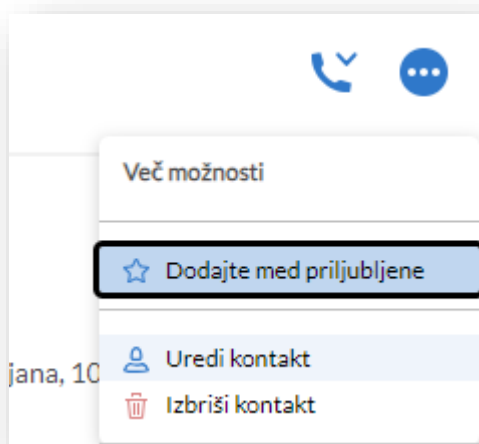 Več možnosti
Dodajte med priljubljene
jana, 10
Uredi kontakt
Izbriši kontakt